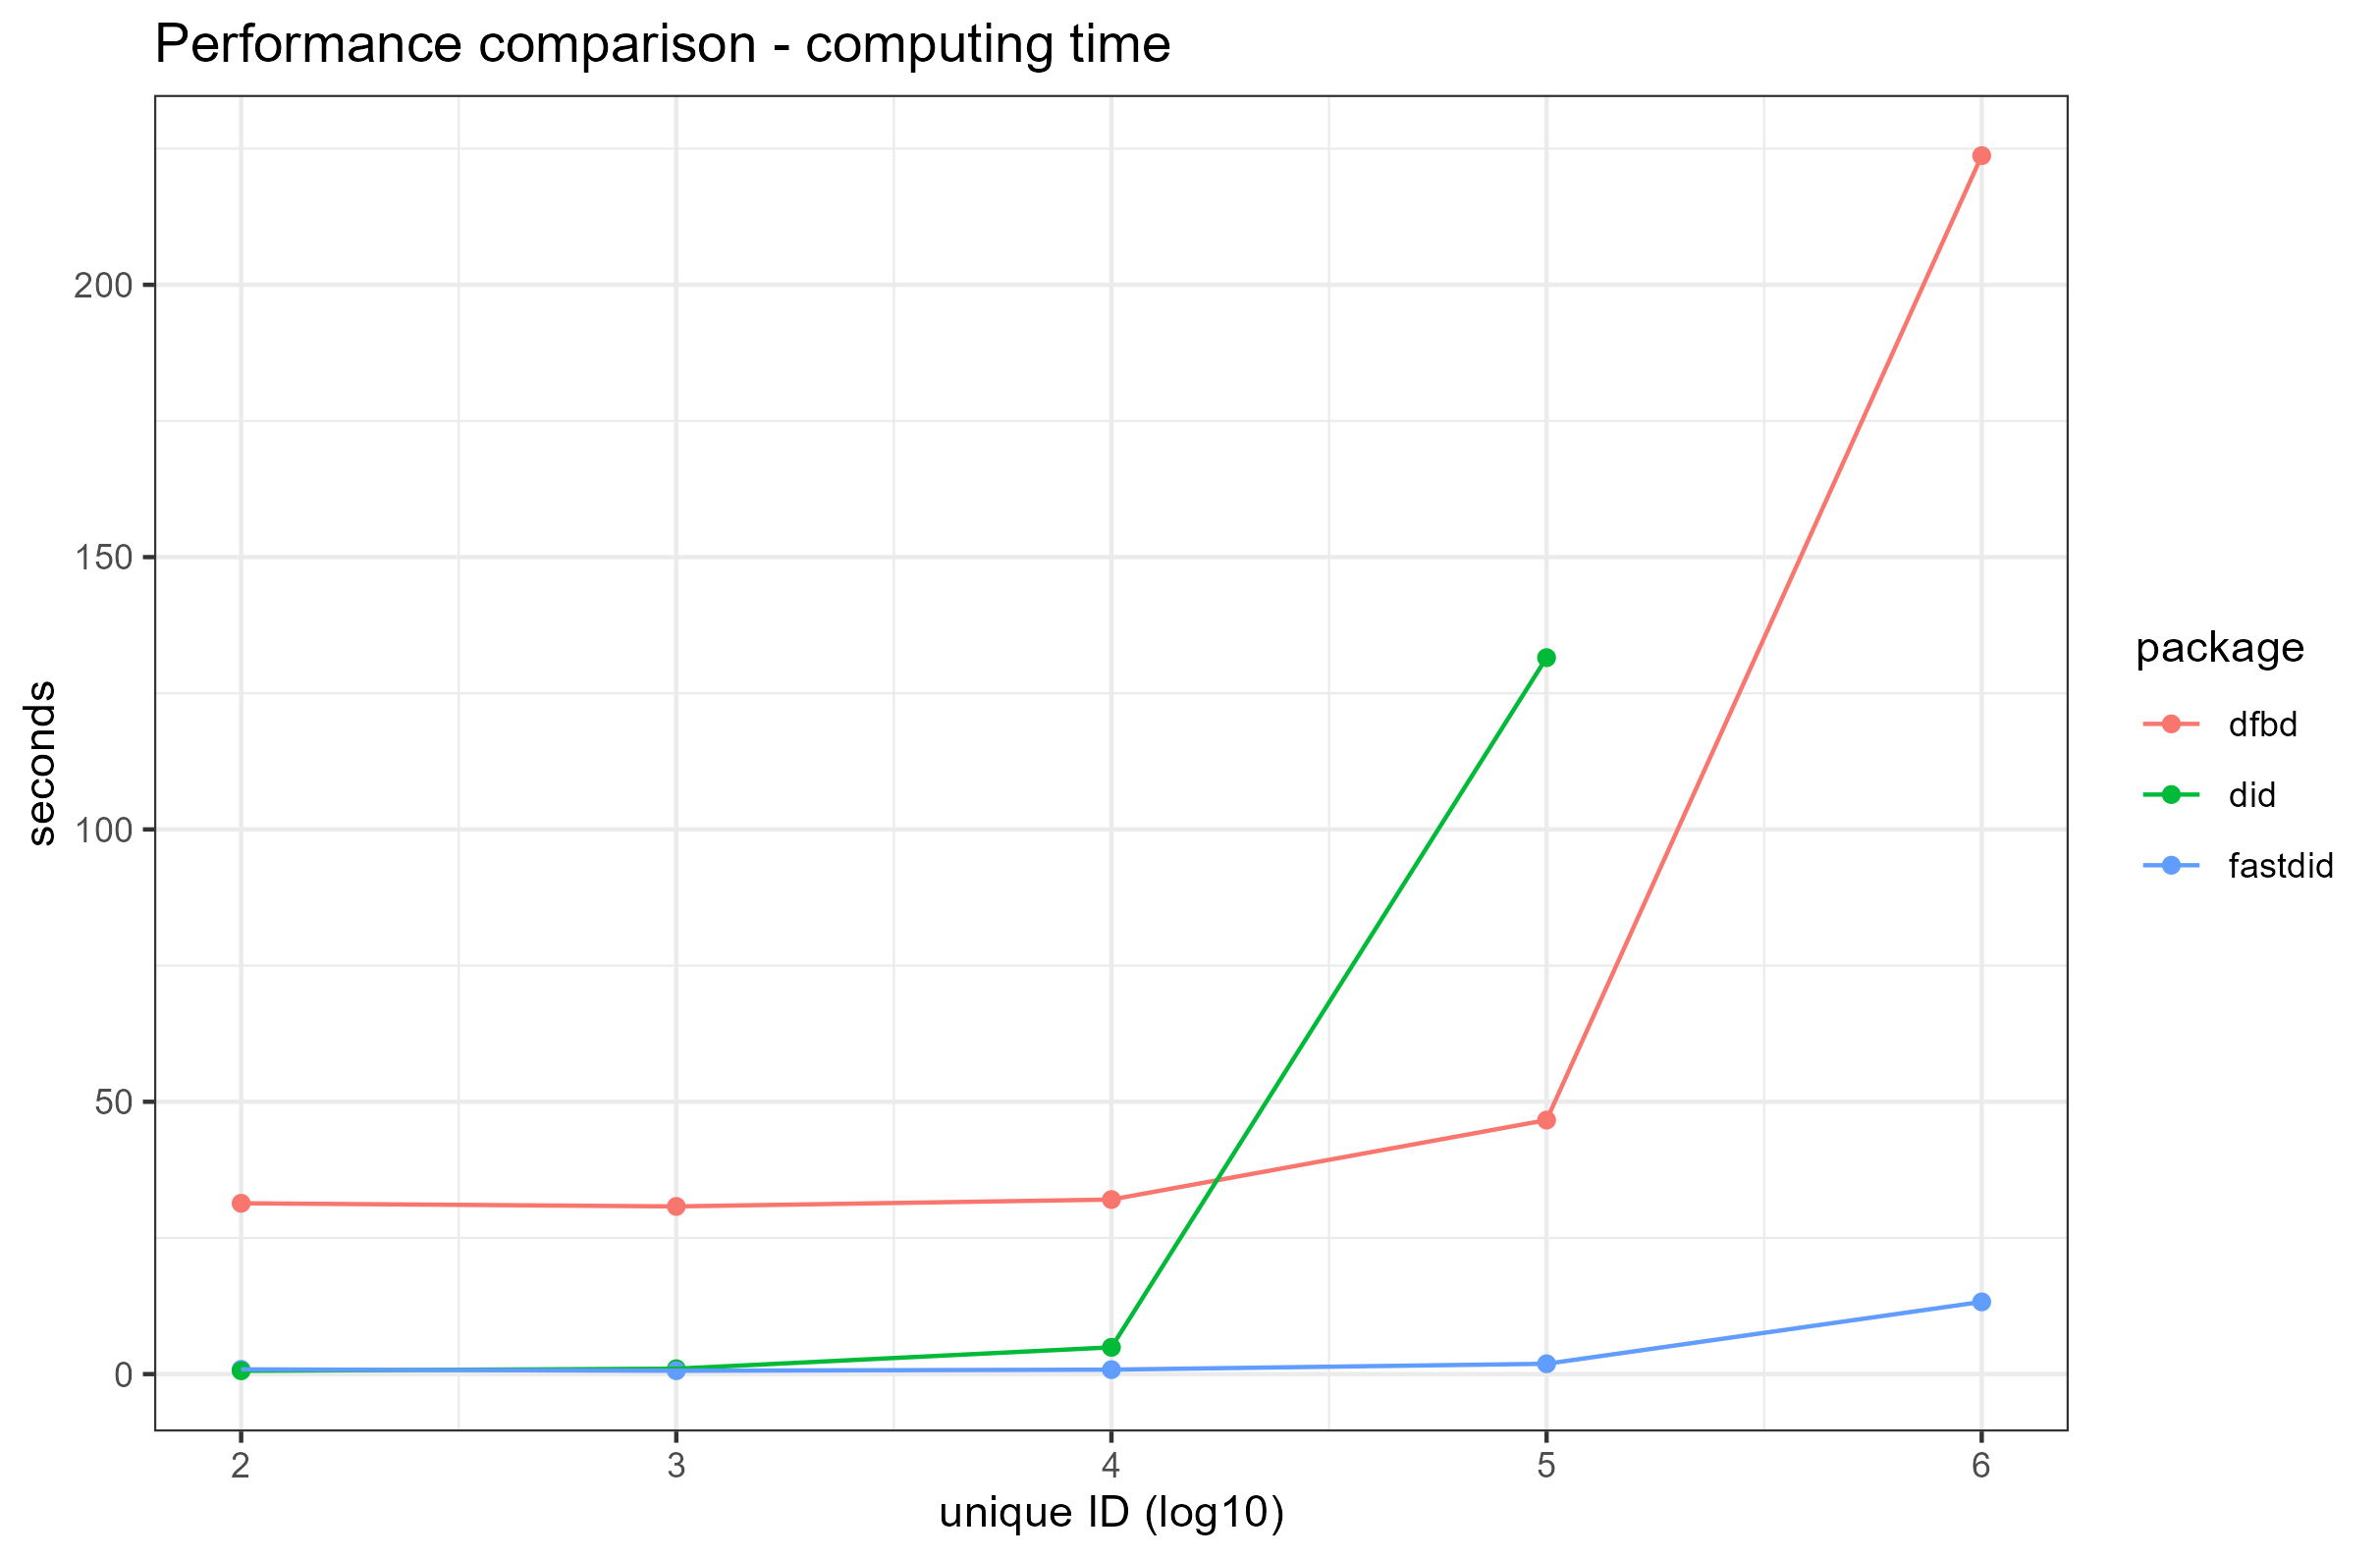 Performance comparison - computing time
seconds
200
150
100
50
0
2 3 4 5 6
unique ID (log10)
package
dfbd
did
fastdid